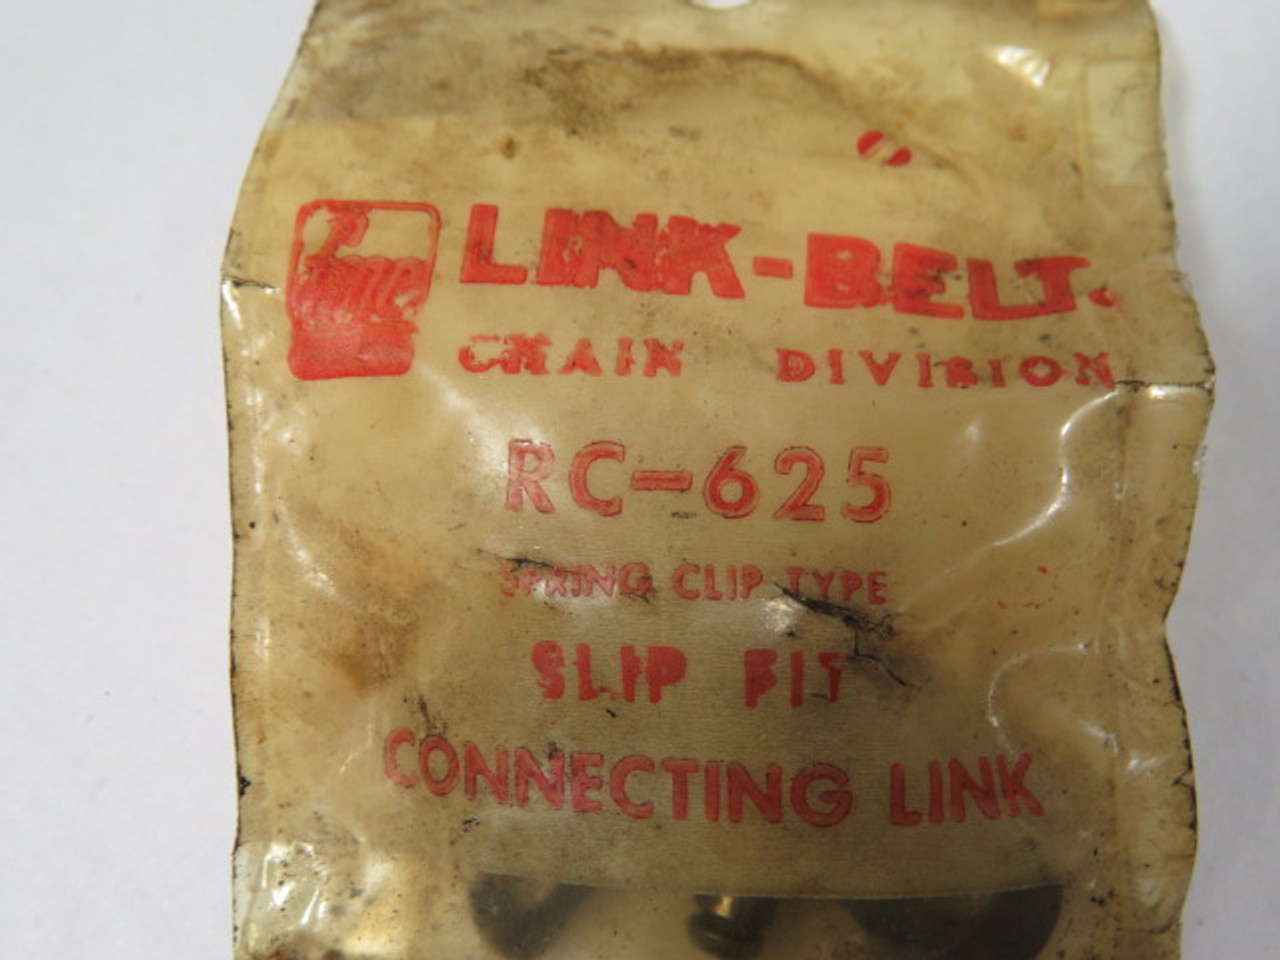 LINK-BELT
CHAIN DIVISION
RC-625
SPRING CLIP TYPE
SLIP FIT
CONNECTING LINK